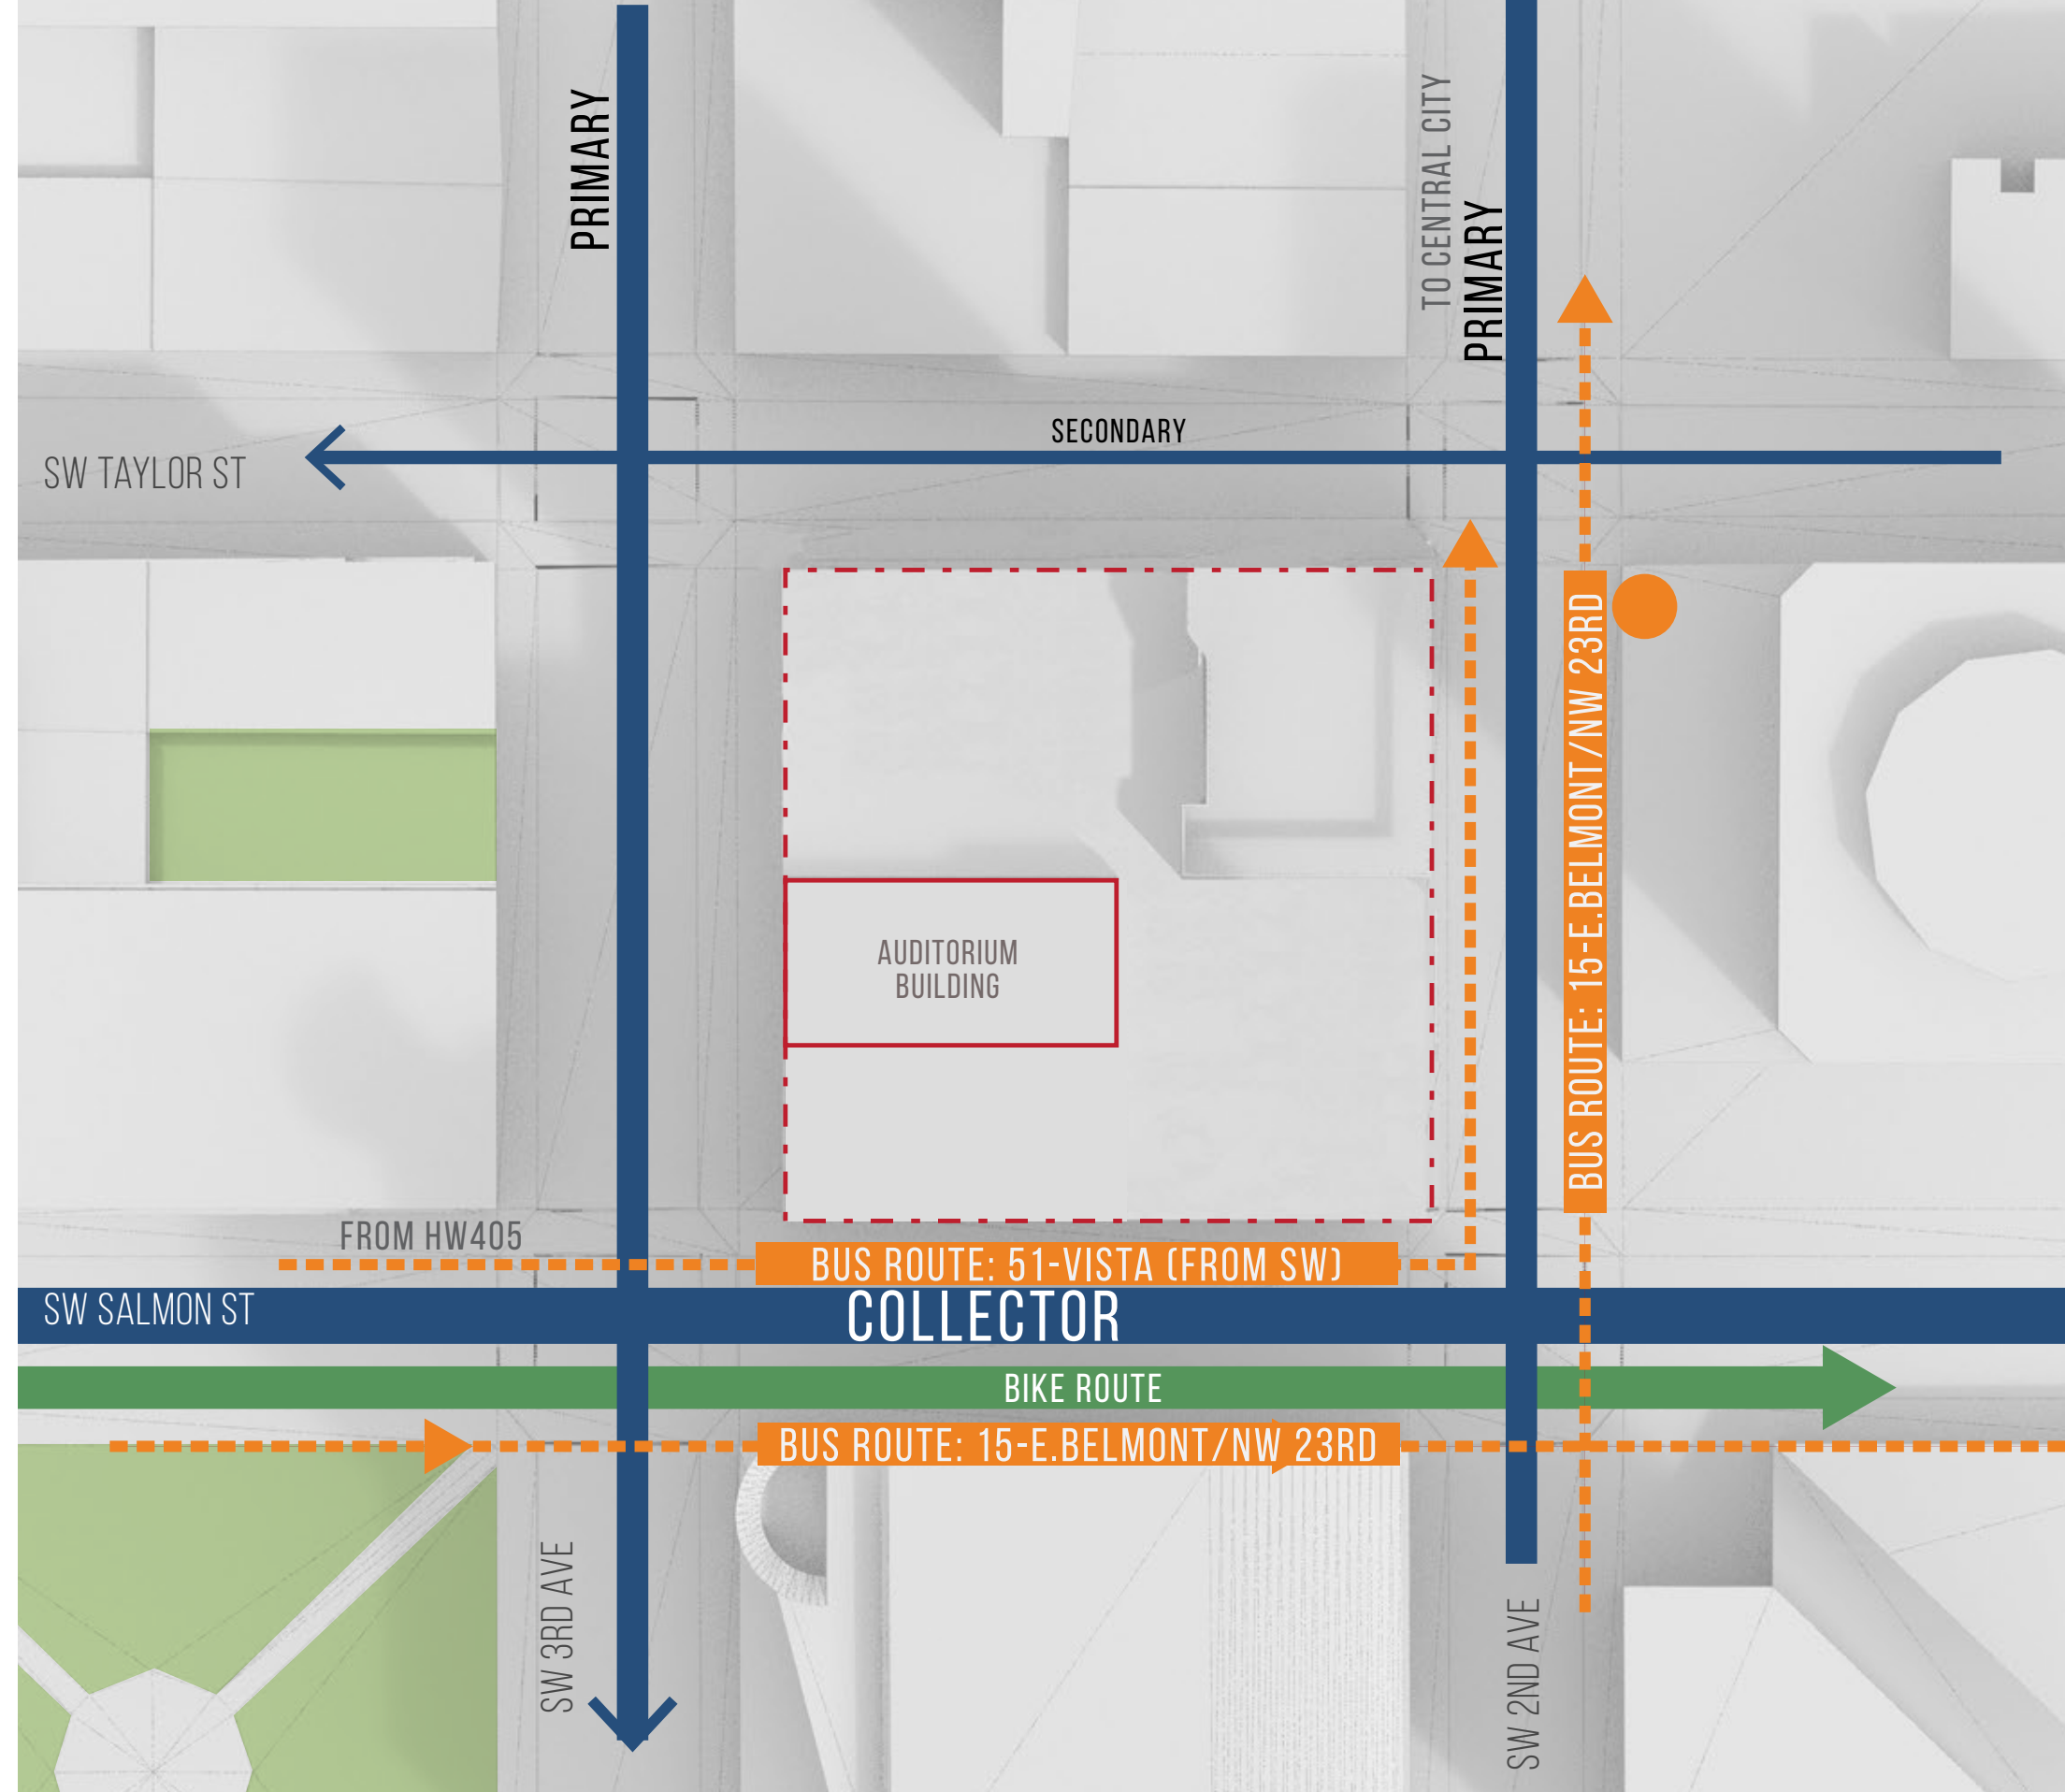 PRIMARY
TO CENTRAL CITY
PRIMARY
SECONDARY
SW TAYLOR ST
BUS ROUTE: 15-E.BELMONT/NW 23RD
AUDITORIUM
BUILDING
FROM HW405
BUS ROUTE: 51-VISTA (FROM SW)
SW SALMON ST
COLLECTOR
BIKE ROUTE
BUS ROUTE: 15-E.BELMONT/NW 23RD
SW 3RD AVE
SW 2ND AVE